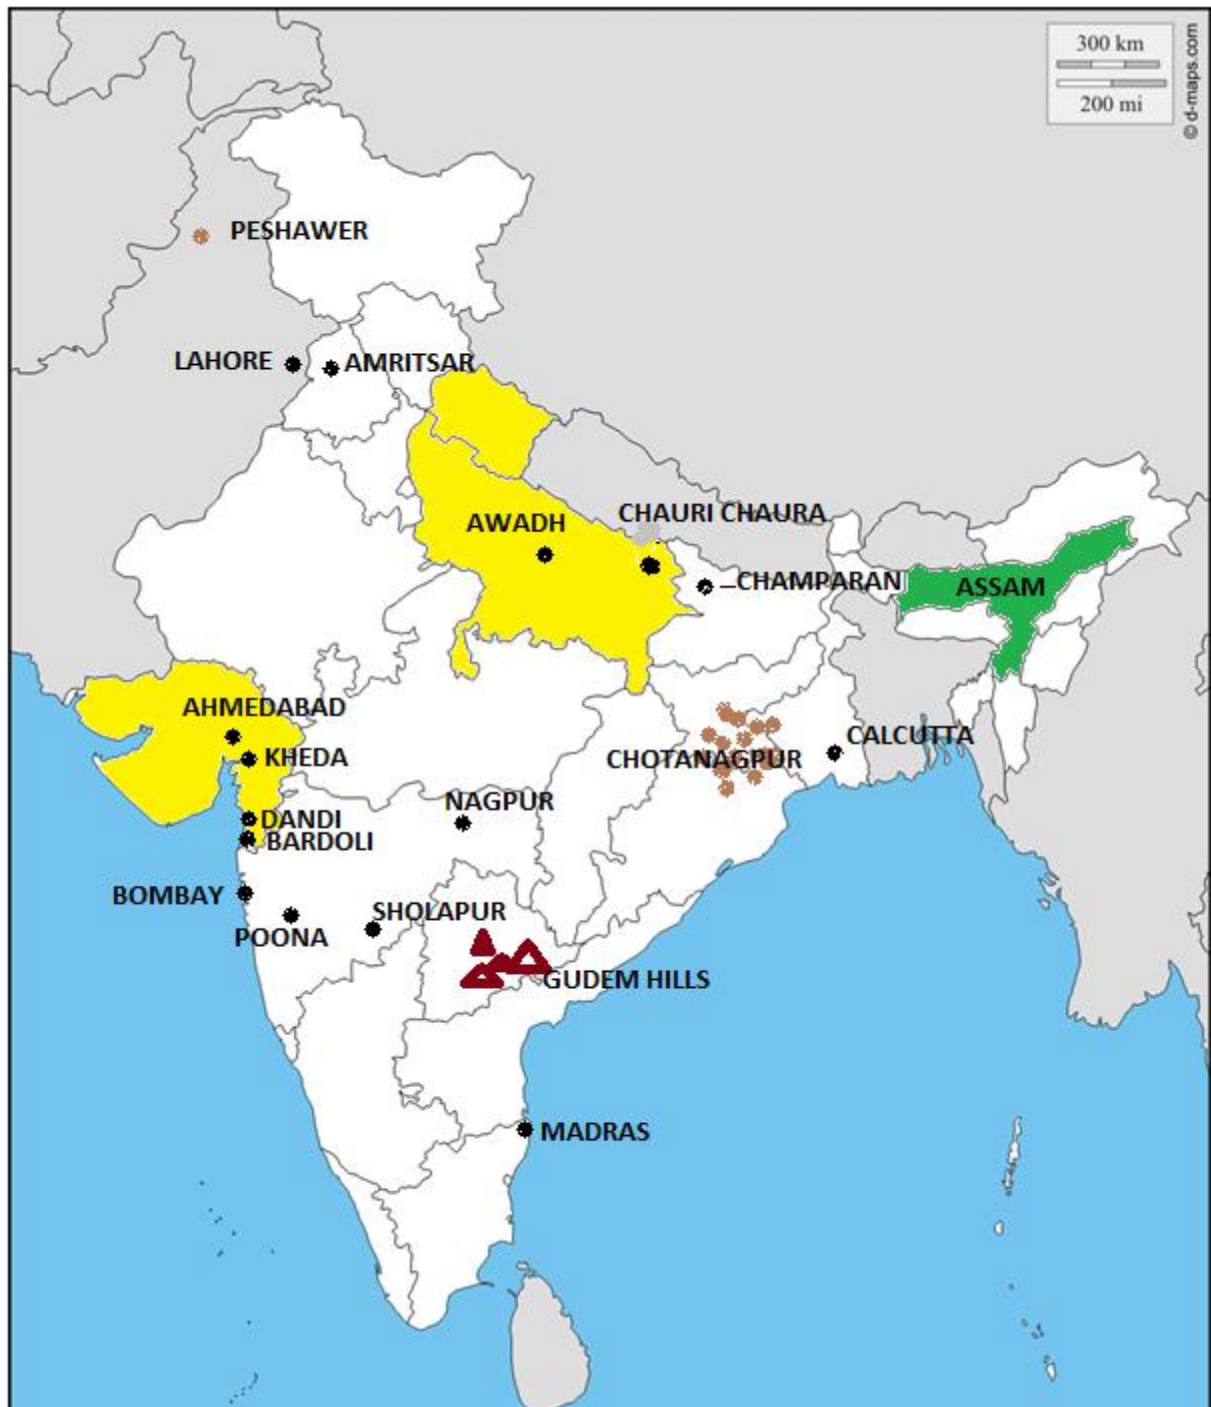 300 km
200 mi
© d-maps.com
PESHAWER
LAHORE
AMRITSAR
CHAURI CHAURA
AWADH
CHAMPARAN
ASSAM
AHMEDABAD
CALCUTTA
KHEDA
CHOTANAGPUR
NAGPUR
DANDI
BARDOLI
BOMBAY
SHOLAPUR
POONA
GUDEM HILLS
MADRAS